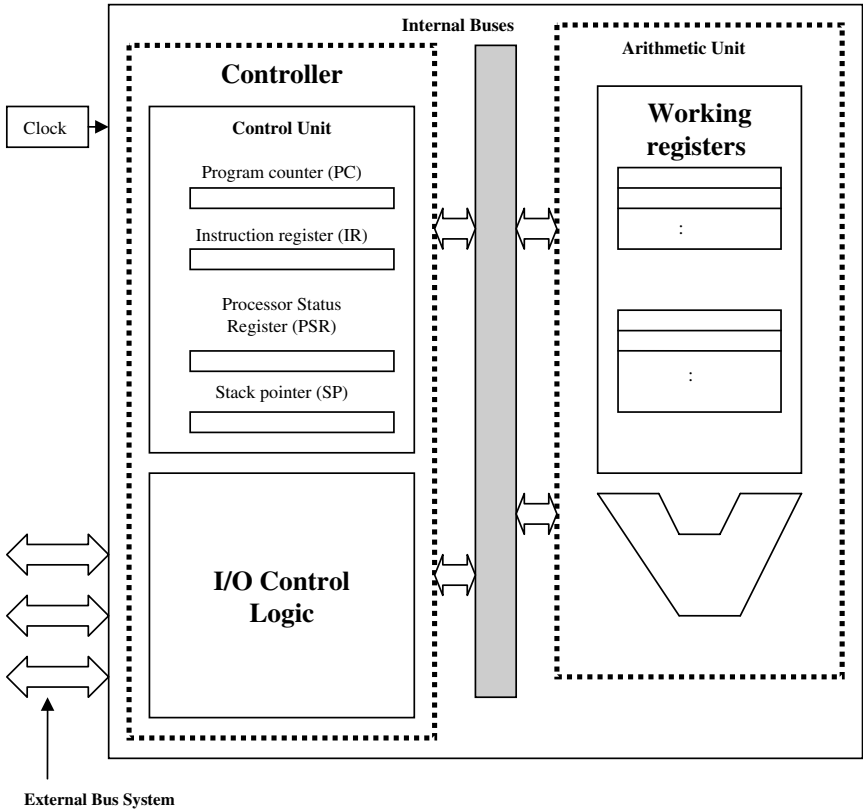 Internal Buses
Arithmetic Unit
Controller
Clock
Control Unit
Program counter (PC)
Instruction register (IR)
Processor Status
Register (PSR)
Stack pointer (SP)
Working
registers
:
:
I/O Control
Logic
External Bus System